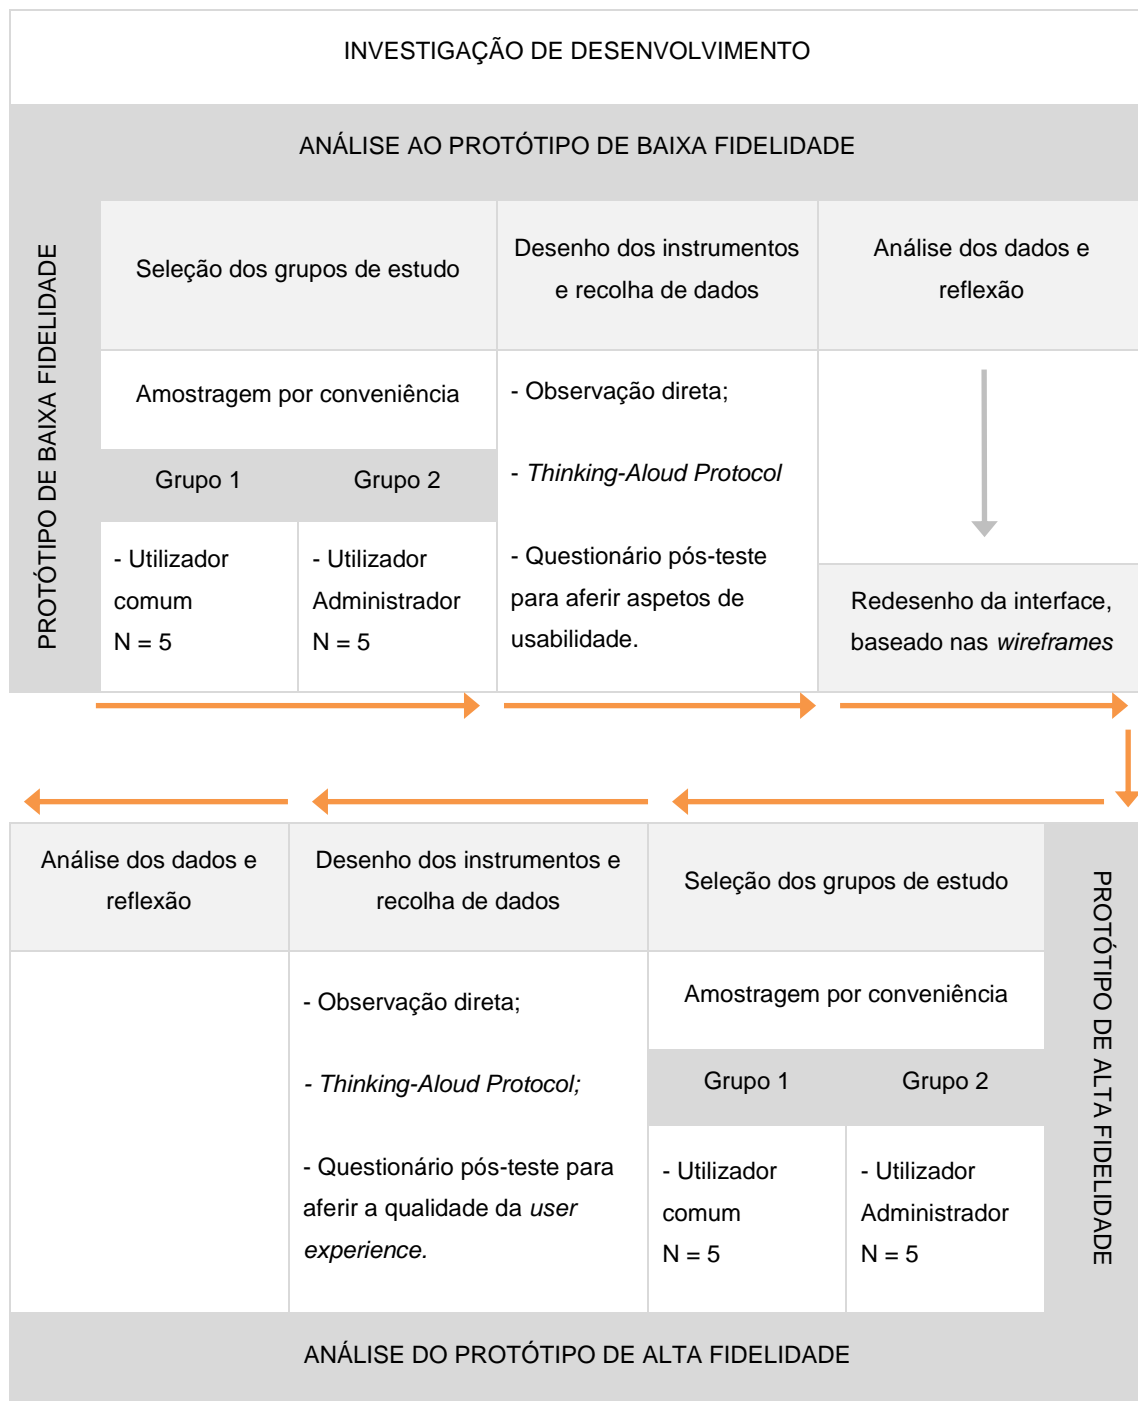 INVESTIGAÇÃO DE DESENVOLVIMENTO
ANÁLISE AO PROTÓTIPO DE BAIXA FIDELIDADE
PROTÓTIPO DE BAIXA FIDELIDADE
Seleção dos grupos de estudo
Amostragem por conveniência
Grupo 1
- Utilizador
comum
N = 5
Grupo 2
- Utilizador
Administrador
N = 5
Desenho dos instrumentos
e recolha de dados
- Observação direta;
- Thinking-Aloud Protocol
- Questionário pós-teste
para aferir aspetos de
usabilidade.
Análise dos dados e
reflexão
Redesenho da interface,
baseado nas wireframes
PROTÓTIPO DE ALTA FIDELIDADE
Seleção dos grupos de estudo
Amostragem por conveniência
Grupo 1
- Utilizador
comum
N = 5
Grupo 2
- Utilizador
Administrador
N = 5
Desenho dos instrumentos e
recolha de dados
- Observação direta;
- Thinking-Aloud Protocol;
- Questionário pós-teste para
aferir a qualidade da user
experience.
Análise dos dados e
reflexão
ANÁLISE DO PROTÓTIPO DE ALTA FIDELIDADE